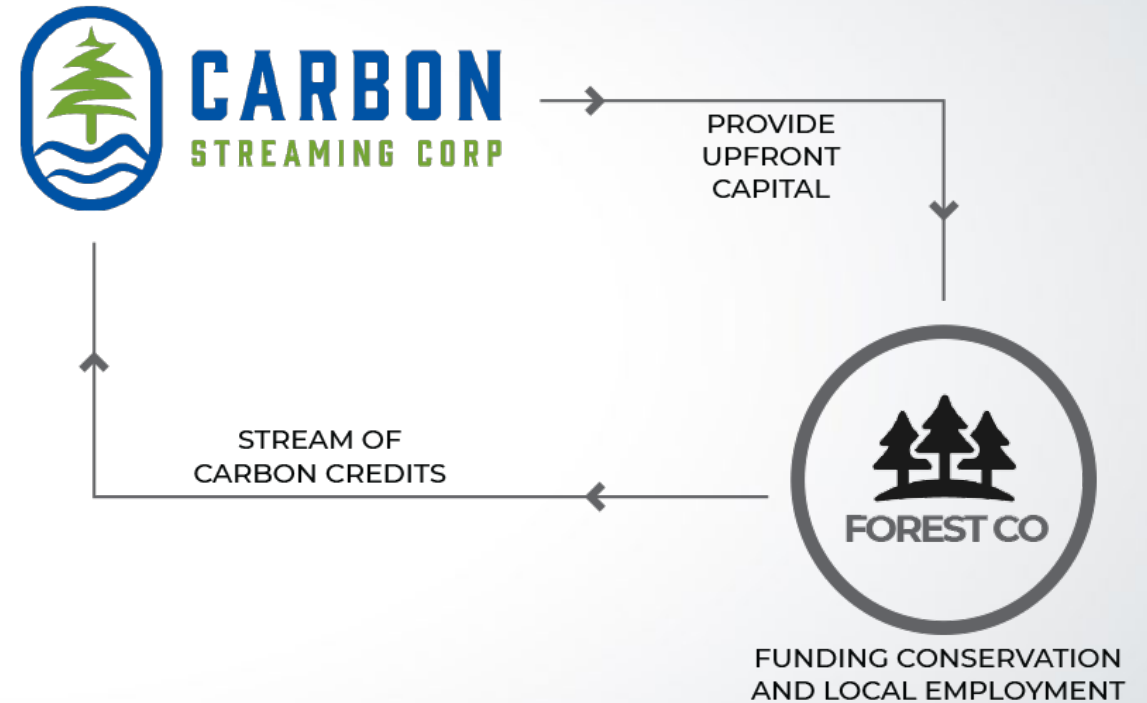 CARBON
STREAMING CORP
PROVIDE
UPFRONT
CAPITAL
STREAM OF
CARBON CREDITS
FOREST CO
FUNDING CONSERVATION
AND LOCAL EMPLOYMENT